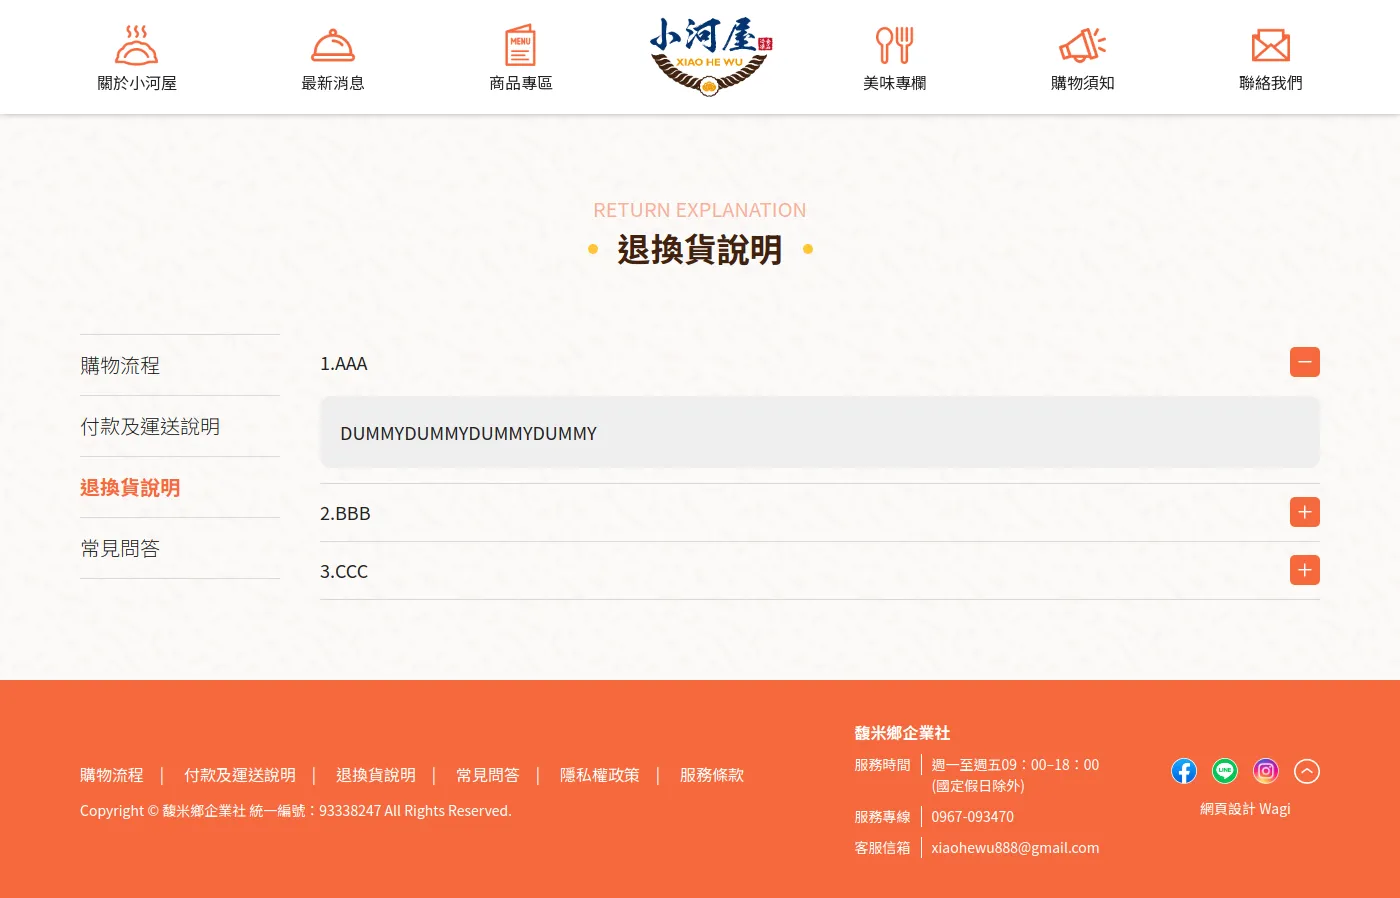 關於小河屋
最新消息
MENU
商品專區
小河屋
XIAO HE WU
美味專欄
購物須知
聯絡我們
RETURN EXPLANATION
退換貨說明
購物流程
付款及運送說明
退換貨說明
常見問答
1.AAA
DUMMYDUMMYDUMMYDUMMY
2.BBB
3.CCC
購物流程 | 付款及運送說明 | 退換貨說明 | 常見問答 | 隱私權政策 | 服務條款
Copyright © 馥米鄉企業社 統一編號：93338247 All Rights Reserved.
馥米鄉企業社
服務時間 週一至週五09：00–18：00
(國定假日除外)
服務專線 0967-093470
客服信箱 xiaohewu888@gmail.com
LINE
網頁設計 Wagi